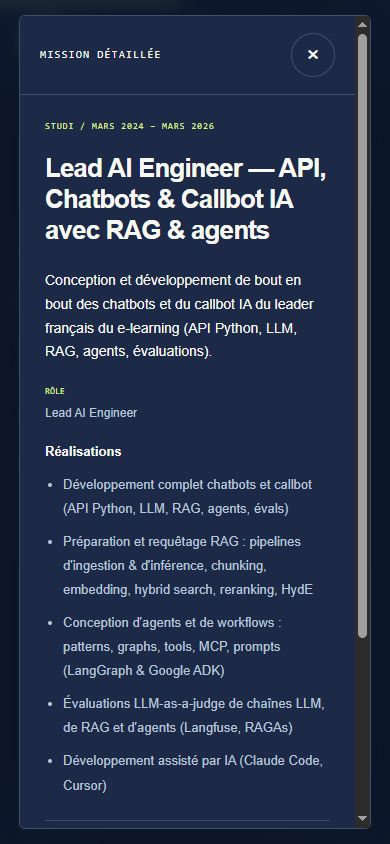 MISSION DÉTAILLÉE
×
STUDI / MARS 2024 – MARS 2026
Lead AI Engineer — API,
Chatbots & Callbot IA
avec RAG & agents
Conception et développement de bout en
bout des chatbots et du callbot IA du leader
français du e-learning (API Python, LLM,
RAG, agents, évaluations).
RÔLE
Lead AI Engineer
Réalisations
• Développement complet chatbots et callbot
(API Python, LLM, RAG, agents, évals)
• Préparation et requêtage RAG : pipelines
d'ingestion & d'inférence, chunking,
embedding, hybrid search, reranking, HydE
• Conception d'agents et de workflows :
patterns, graphs, tools, MCP, prompts
(LangGraph & Google ADK)
• Évaluations LLM-as-a-judge de chaînes LLM,
de RAG et d'agents (Langfuse, RAGAs)
• Développement assisté par IA (Claude Code,
Cursor)